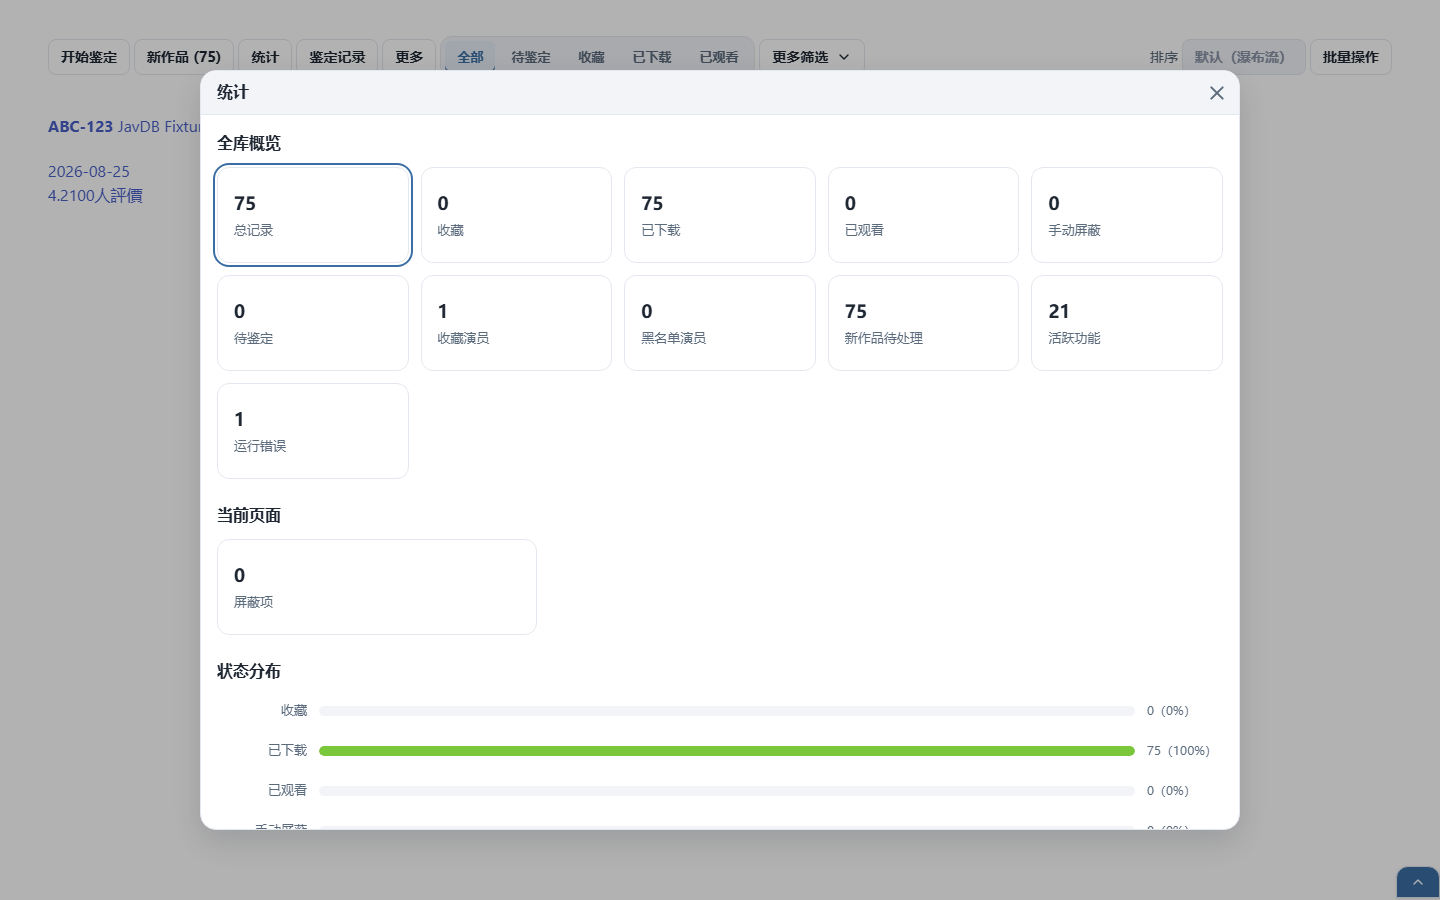 开始鉴定 新作品 (75) 统计 鉴定记录 更多 全部 待鉴定 收藏 已下载 已观看 更多筛选 排序 默认（瀑布流） 批量操作
统计
ABC-123 JavDB Fixtur
2026-08-25
4.2100人評價
全库概览
75 0 75 0 0
总记录 收藏 已下载 已观看 手动屏蔽
0 1 0 75 21
待鉴定 收藏演员 黑名单演员 新作品待处理 活跃功能
1
运行错误
当前页面
0
屏蔽项
状态分布
收藏 0（0%）
已下载 75（100%）
已观看 0（0%）
手动屏蔽 0（0%）